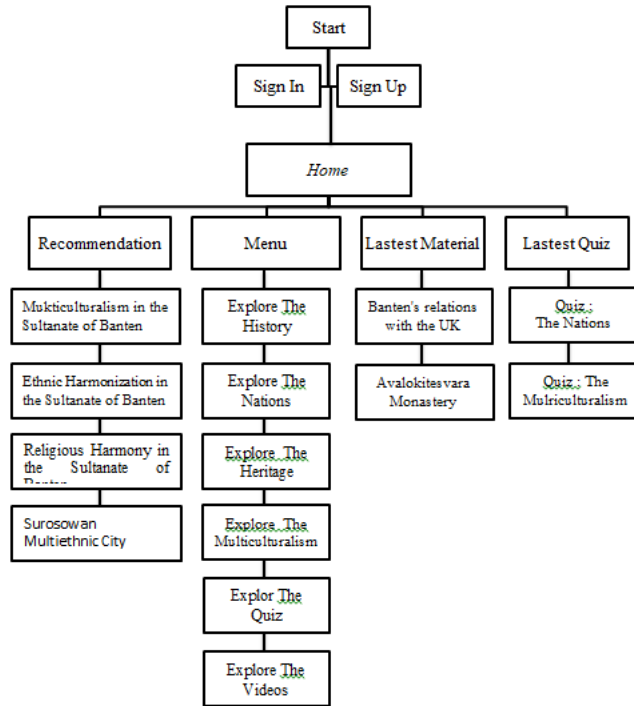 Start
Sign In
Sign Up
Home
Recommendation
Menu
Lastest Material
Lastest Quiz
Mukticulturalism in the
Sultanate of Banten
Ethnic Harmonization in
the Sultanate of Banten
Religious Harmony in
the Sultanate of
Banten
Surosowan
Multiethnic City
Explore The
History
Explore The
Nations
Explore The
Heritage
Explore The
Multiculturalism
Explor The
Quiz
Explore The
Videos
Banten's relations
with the UK
Avalokitesvara
Monastery
Quiz :
The Nations
Quiz : The
Mulriculturalism